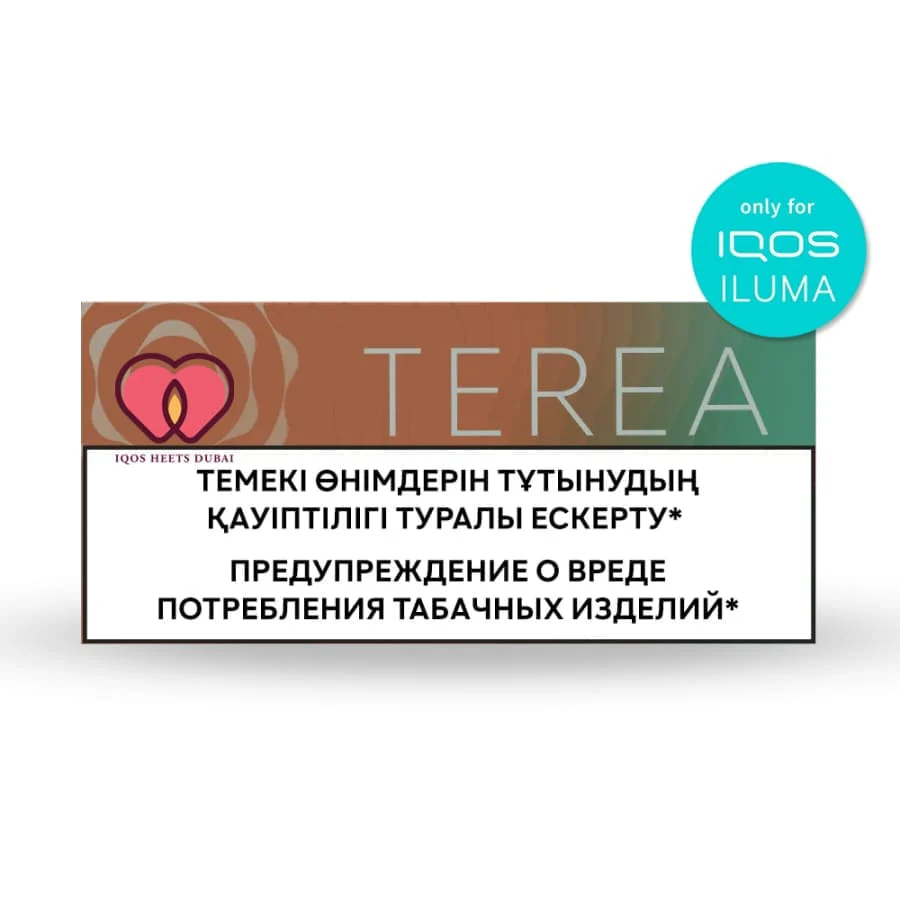 only for
IQOS
ILUMA
TEREA
IQOS HEETS DUBAI
ТЕМЕКІ ӨНІМДЕРІН ТҰТЫНУДЫҢ
ҚАУІПТІЛІГІ ТУРАЛЫ ЕСКЕРТУ*
ПРЕДУПРЕЖДЕНИЕ О ВРЕДЕ
ПОТРЕБЛЕНИЯ ТАБАЧНЫХ ИЗДЕЛИЙ*